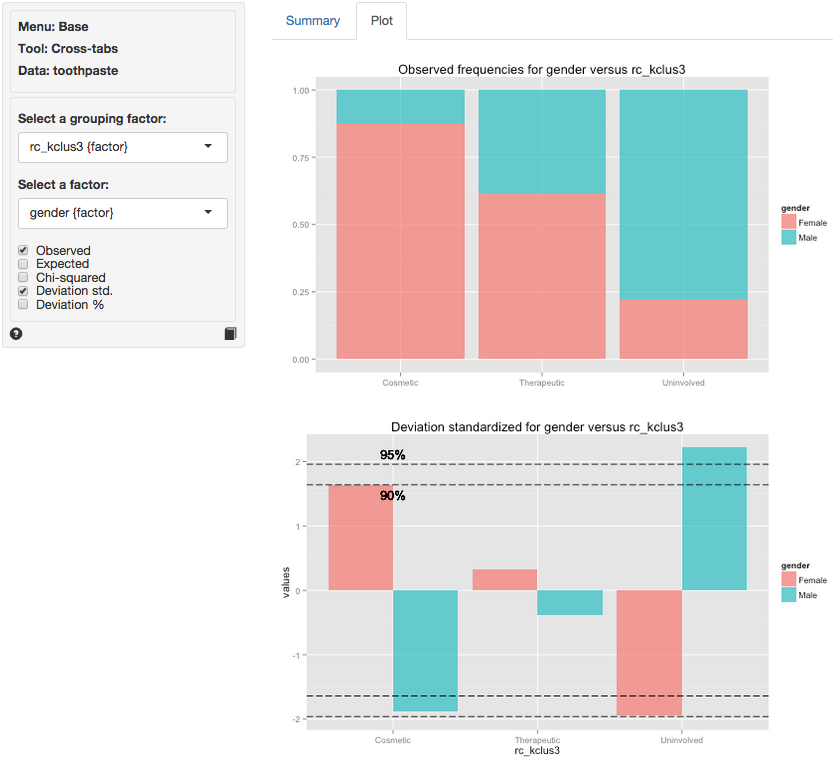 Menu: Base
Tool: Cross-tabs
Data: toothpaste
Select a grouping factor:
rc_kclus3 {factor}
Select a factor:
gender {factor}
Observed
Expected
Chi-squared
Deviation std.
Deviation %
?
Summary
Plot
Observed frequencies for gender versus rc_kclus3
1.00
0.75
0.50
0.25
0.00
Cosmetic
Therapeutic
Uninvolved
gender
Female
Male
Deviation standardized for gender versus rc_kclus3
values
2
1
0
-1
-2
95%
90%
Cosmetic
Therapeutic
Uninvolved
rc_kclus3
gender
Female
Male